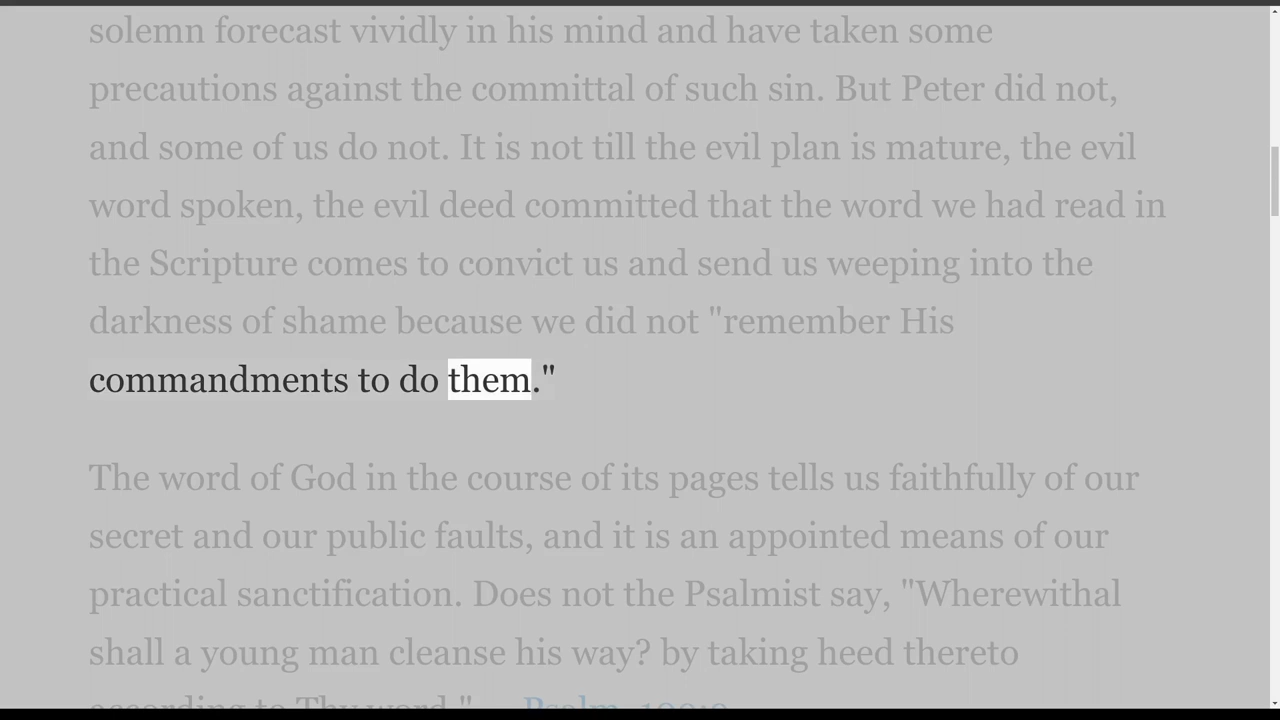 solemn forecast vividly in his mind and have taken some
precautions against the committal of such sin. But Peter did not,
and some of us do not. It is not till the evil plan is mature, the evil
word spoken, the evil deed committed that the word we had read in
the Scripture comes to convict us and send us weeping into the
darkness of shame because we did not "remember His
commandments to do them."
The word of God in the course of its pages tells us faithfully of our
secret and our public faults, and it is an appointed means of our
practical sanctification. Does not the Psalmist say, "Wherewithal
shall a young man cleanse his way? by taking heed thereto
according to Thy word."